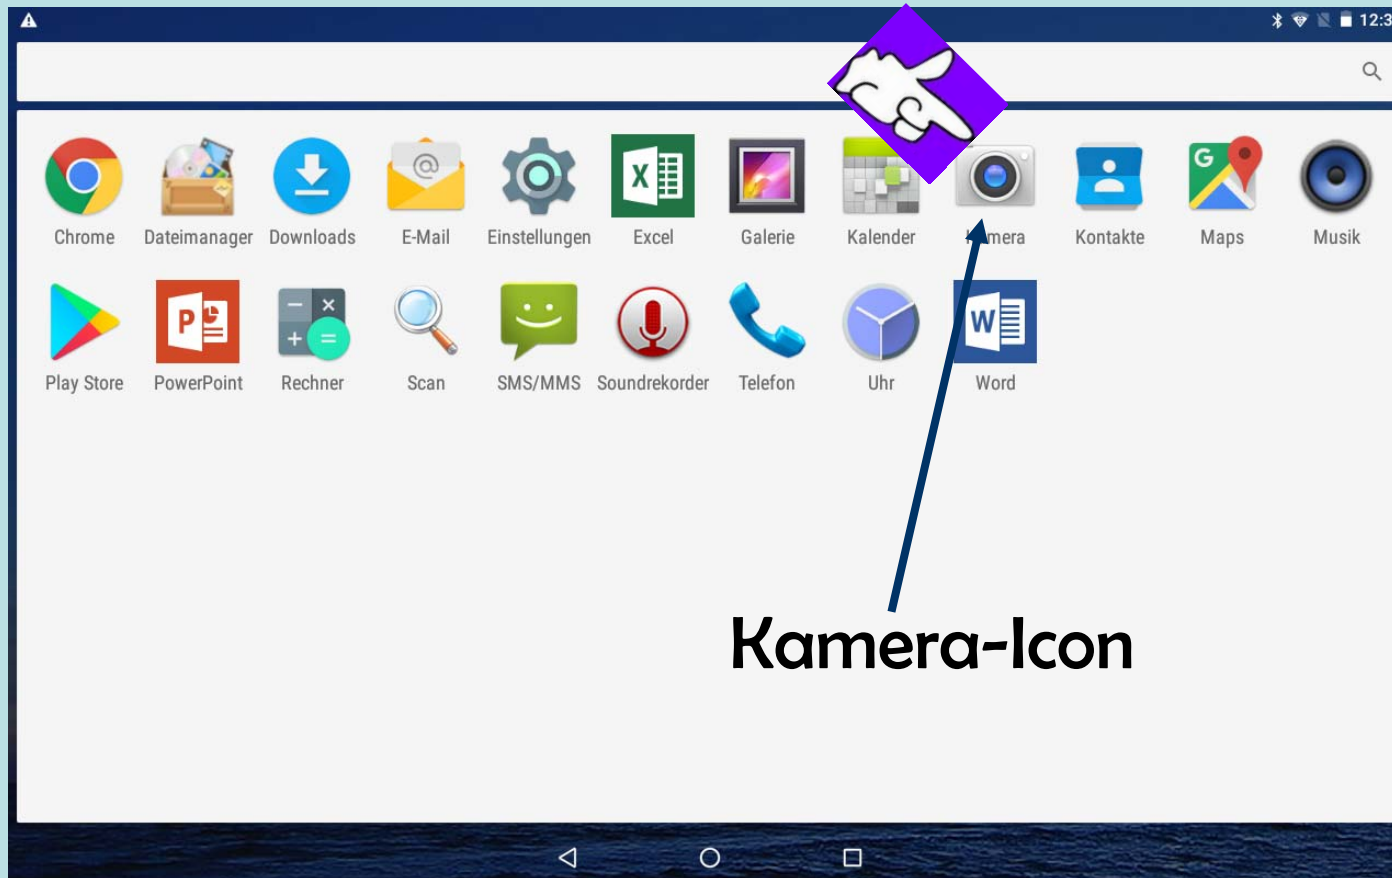 12:3
Chrome Dateimanager Downloads E-Mail Einstellungen Excel Galerie Kalender Kamera Kontakte Maps Musik
Play Store PowerPoint Rechner Scan SMS/MMS Soundrekorder Telefon Uhr Word
Kamera-Icon